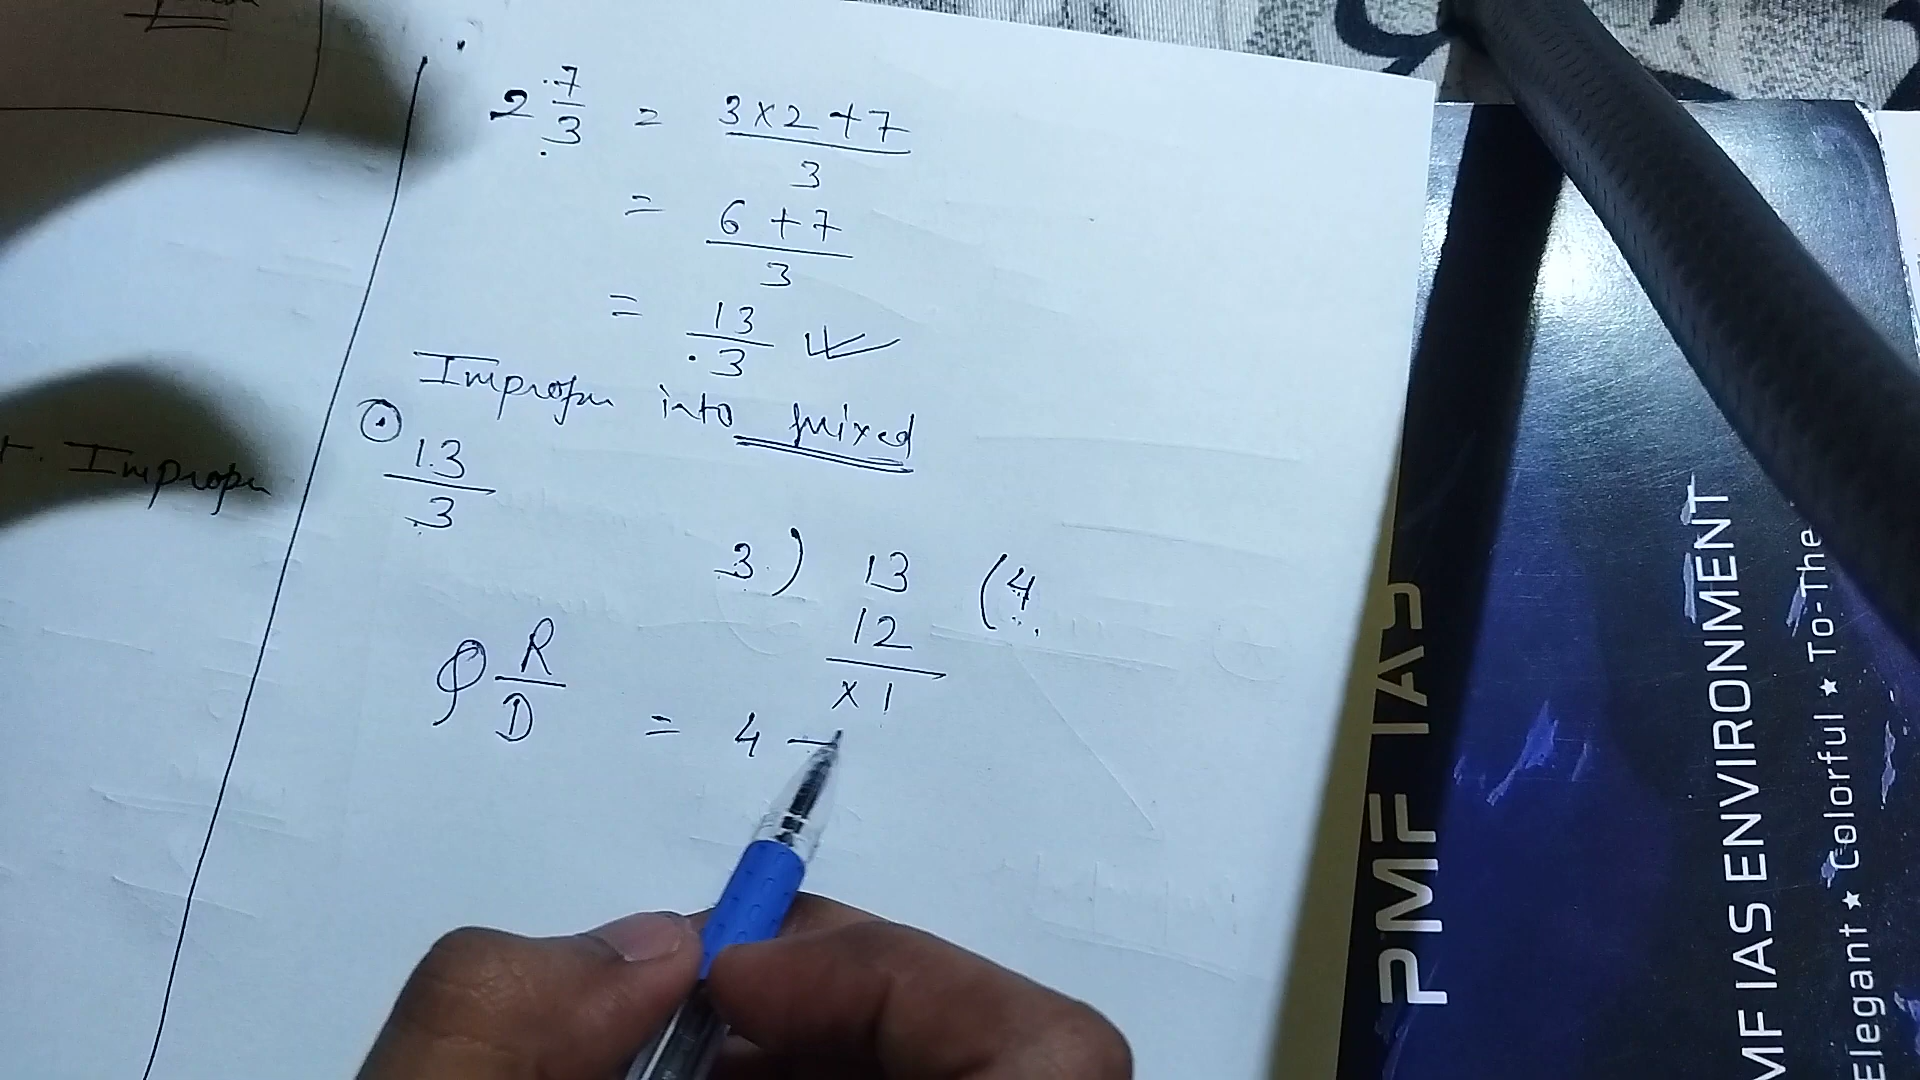 2 7/3 = 3 x 2 + 7 / 3
= 6 + 7 / 3
= 13 / 3
Improper into mixed
13 / 3
Improper
3 ) 13 ( 4
12
x 1
Q R / D = 4 —
PMF IAS
PMF IAS ENVIRONMENT
Elegant ★ Colorful ★ To-The